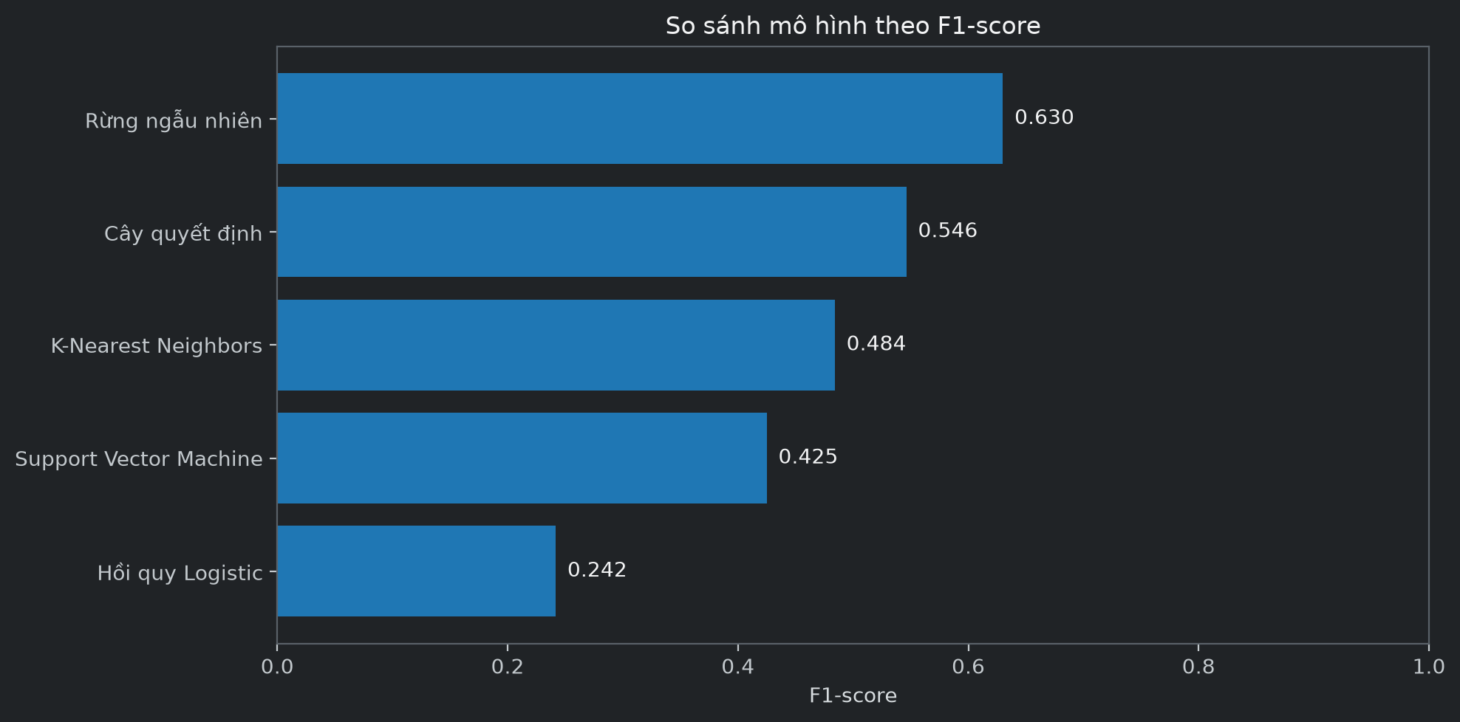 So sánh mô hình theo F1-score
Rừng ngẫu nhiên
0.630
Cây quyết định
0.546
K-Nearest Neighbors
0.484
Support Vector Machine
0.425
Hồi quy Logistic
0.242
0.0 0.2 0.4 0.6 0.8 1.0
F1-score